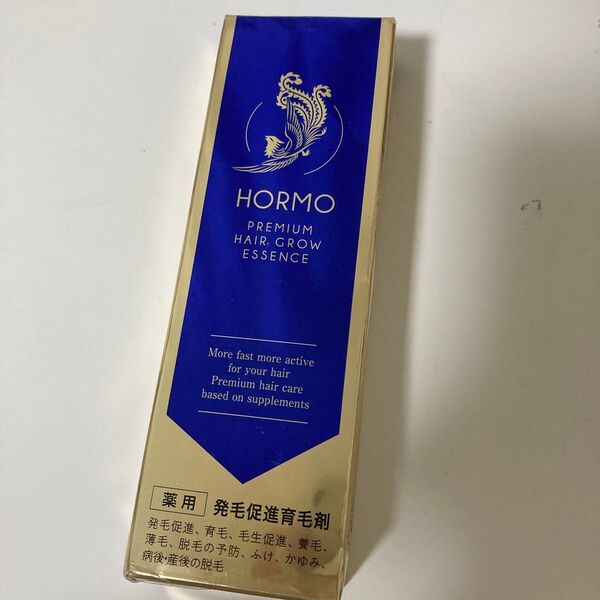 HORMO
PREMIUM
HAIR GROW
ESSENCE
More fast more active
for your hair
Premium hair care
based on supplements
薬用 発毛促進育毛剤
発毛促進、育毛、毛生促進、養毛、
薄毛、脱毛の予防、ふけ、かゆみ、
病後・産後の脱毛